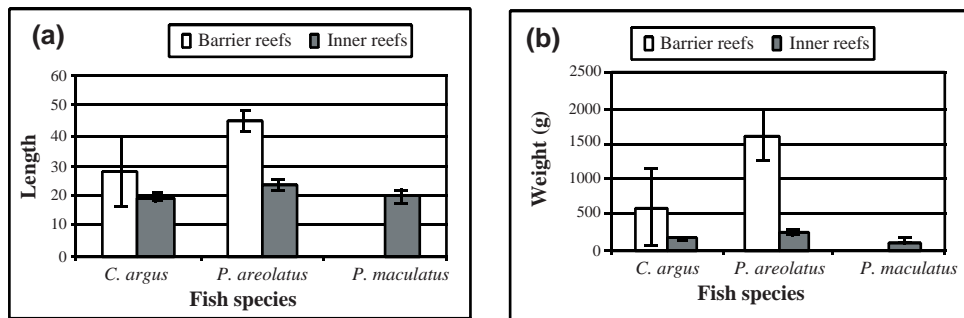 (a)
Barrier reefs Inner reefs
Length
60
50
40
30
20
10
0
C. argus P. areolatus P. maculatus
Fish species
(b)
Barrier reefs Inner reefs
Weight (g)
2500
2000
1500
1000
500
0
C. argus P. areolatus P. maculatus
Fish species